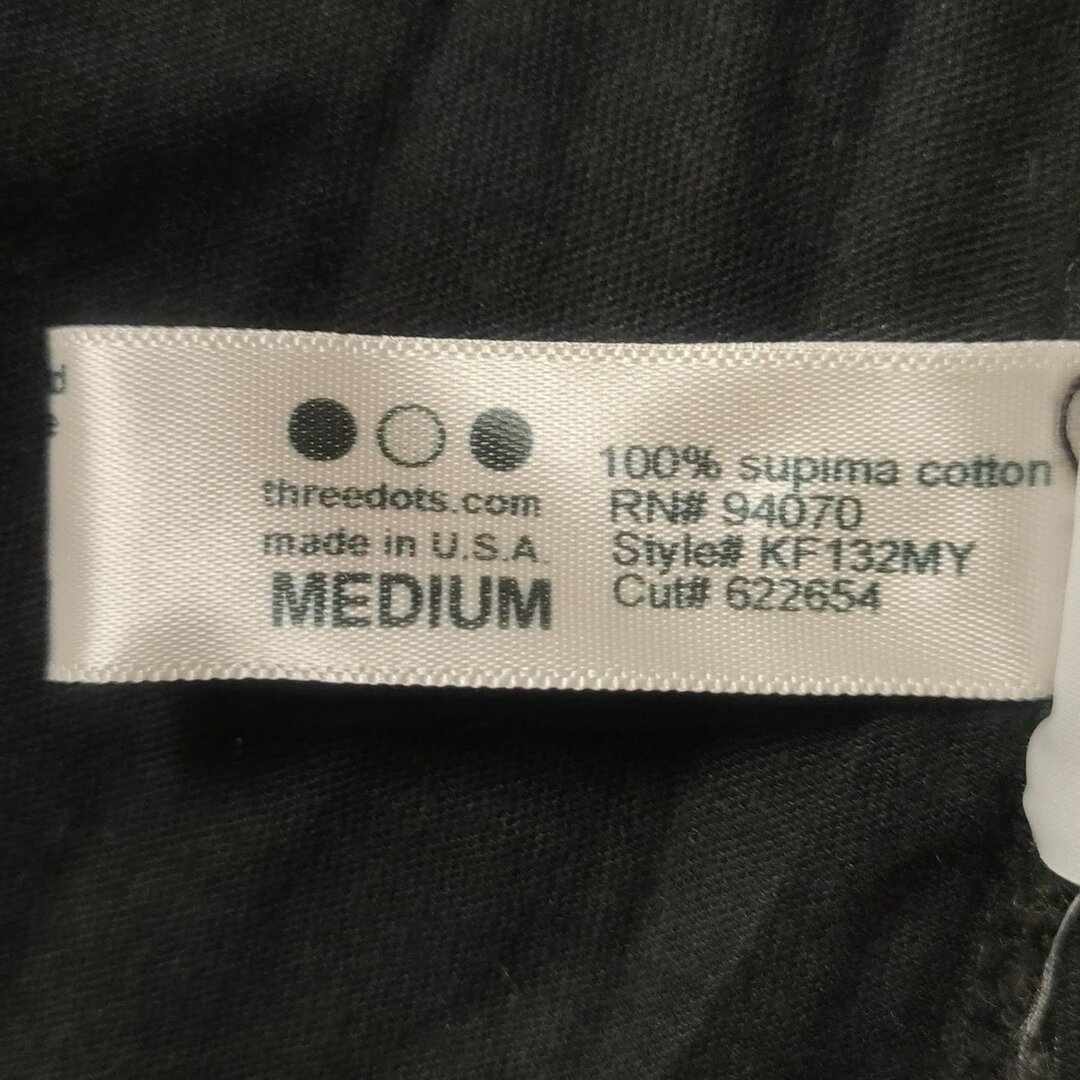 threedots.com
made in U.S.A.
MEDIUM
100% supima cotton
RN# 94070
Style# KF132MY
Cut# 622654